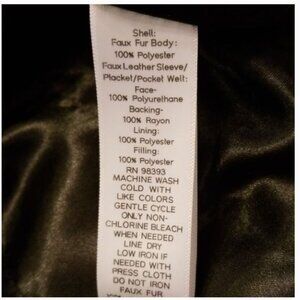 Shell:
Faux Fur Body:
100% Polyester
Faux Leather Sleeve/
Placket/Pocket Welt:
Face-
100% Polyurethane
Backing-
100% Rayon
Lining:
100% Polyester
Filling:
100% Polyester
RN 98393
MACHINE WASH
COLD WITH
LIKE COLORS
GENTLE CYCLE
ONLY NON-
CHLORINE BLEACH
WHEN NEEDED
LINE DRY
LOW IRON IF
NEEDED WITH
PRESS CLOTH
DO NOT IRON
FAUX FUR